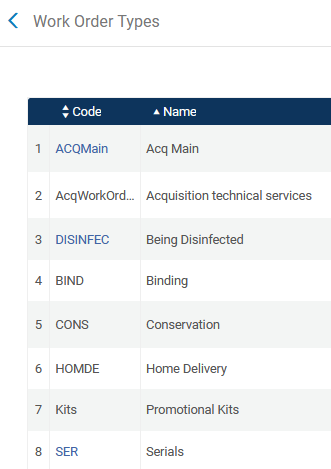 Work Order Types
Code Name
1 ACQMain Acq Main
2 AcqWorkOrd... Acquisition technical services
3 DISINFEC Being Disinfected
4 BIND Binding
5 CONS Conservation
6 HOMDE Home Delivery
7 Kits Promotional Kits
8 SER Serials